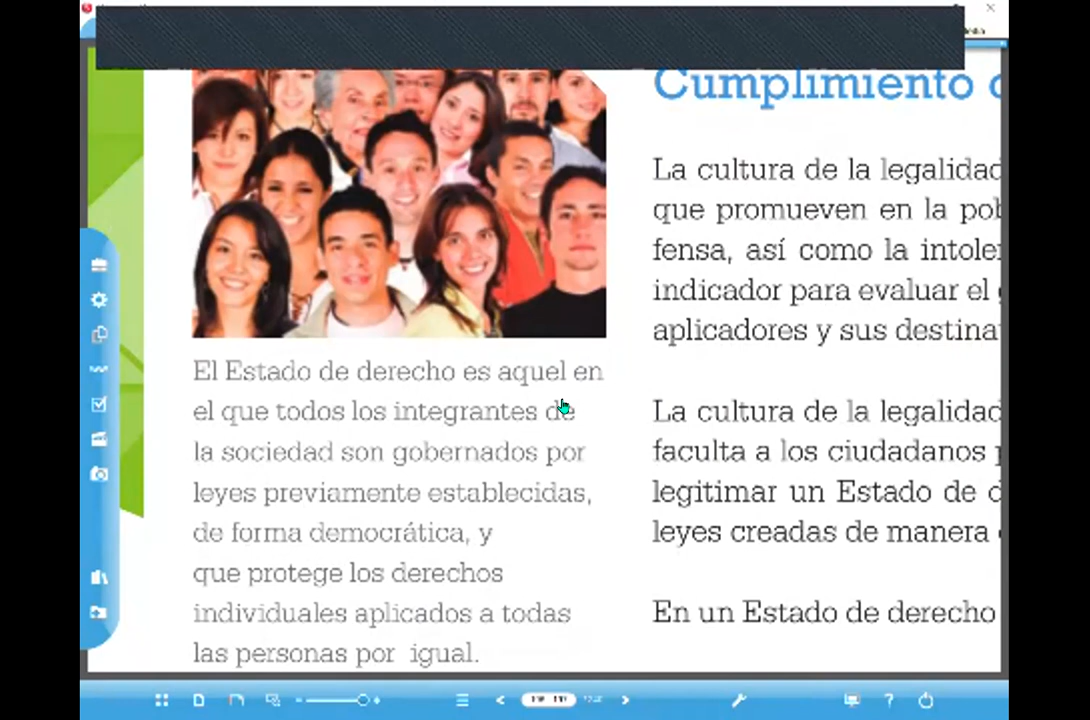 El Estado de derecho es aquel en
el que todos los integrantes de
la sociedad son gobernados por
leyes previamente establecidas,
de forma democrática, y
que protege los derechos
individuales aplicados a todas
las personas por igual.
Cumplimiento
La cultura de la legalidad
que promueven en la
fensa, así como la
indicador para evaluar el
aplicadores y sus
La cultura de la legalidad
faculta a los ciudadanos
legitimar un Estado de
leyes creadas de manera
En un Estado de derecho
?